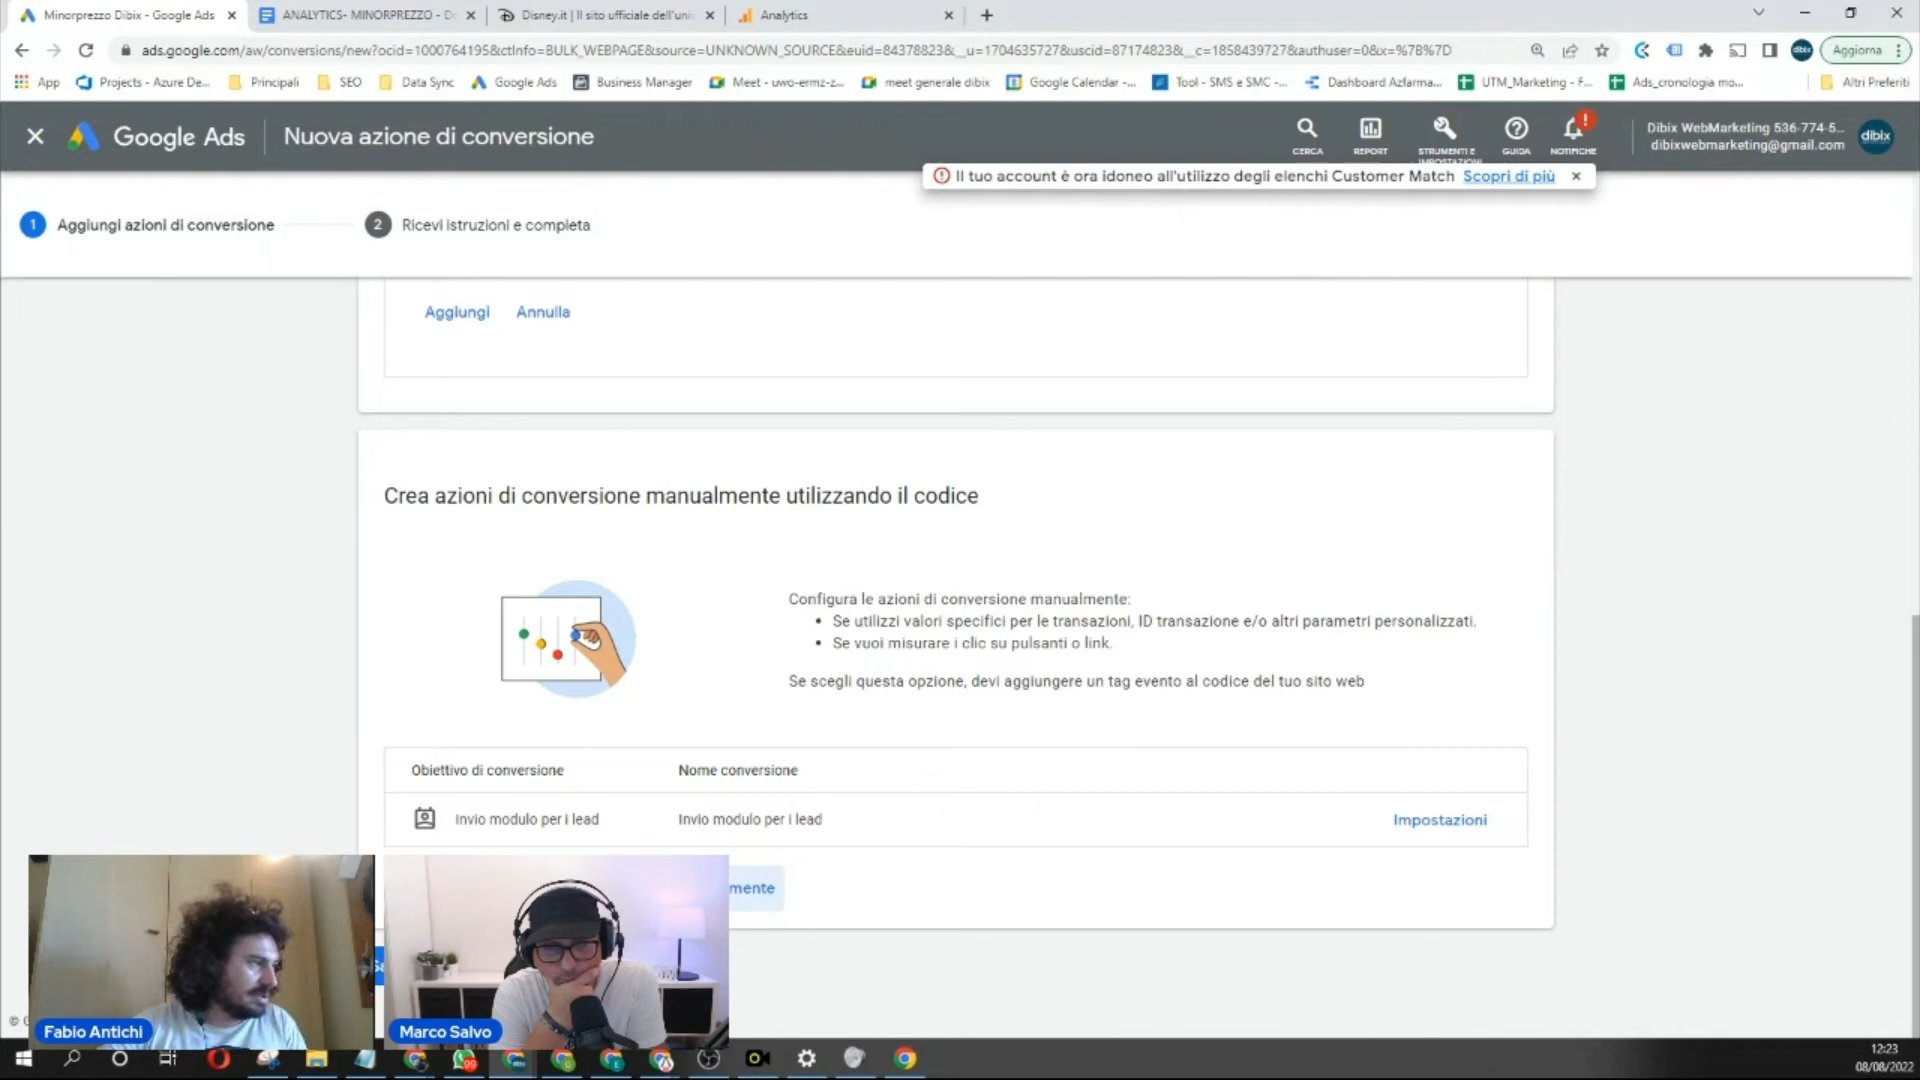 Minorprezzo Dibix - Google Ads
ANALYTICS- MINORPREZZO - D
Disney.it | Il sito ufficiale dell'uni
Analytics
ads.google.com/aw/conversions/new?ocid=1000764195&ctInfo=BULK_WEBPAGE&source=UNKNOWN_SOURCE&euid=84378823&__u=1704635727&uscid=87174823&__c=1858439727&authuser=0&x=%7B%7D
Aggiorna
App
Projects - Azure De...
Principali
SEO
Data Sync
Google Ads
Business Manager
Meet - uwo-ermz-z...
meet generale dibix
Google Calendar -...
Tool - SMS e SMC -...
Dashboard Azfarma...
UTM_Marketing - F...
Ads_cronologia mo...
Altri Preferiti
Google Ads
Nuova azione di conversione
CERCA
REPORT
STRUMENTI E
IMPOSTAZIONI
GUIDA
NOTIFICHE
Dibix WebMarketing 536-774-5...
dibixwebmarketing@gmail.com
dibix
Il tuo account è ora idoneo all'utilizzo degli elenchi Customer Match Scopri di più
1 Aggiungi azioni di conversione
2 Ricevi istruzioni e completa
Aggiungi Annulla
Crea azioni di conversione manualmente utilizzando il codice
Configura le azioni di conversione manualmente:
• Se utilizzi valori specifici per le transazioni, ID transazione e/o altri parametri personalizzati.
• Se vuoi misurare i clic su pulsanti o link.
Se scegli questa opzione, devi aggiungere un tag evento al codice del tuo sito web
Obiettivo di conversione Nome conversione
Invio modulo per i lead Invio modulo per i lead Impostazioni
mente
Fabio Antichi
Marco Salvo
12:23
08/08/2022